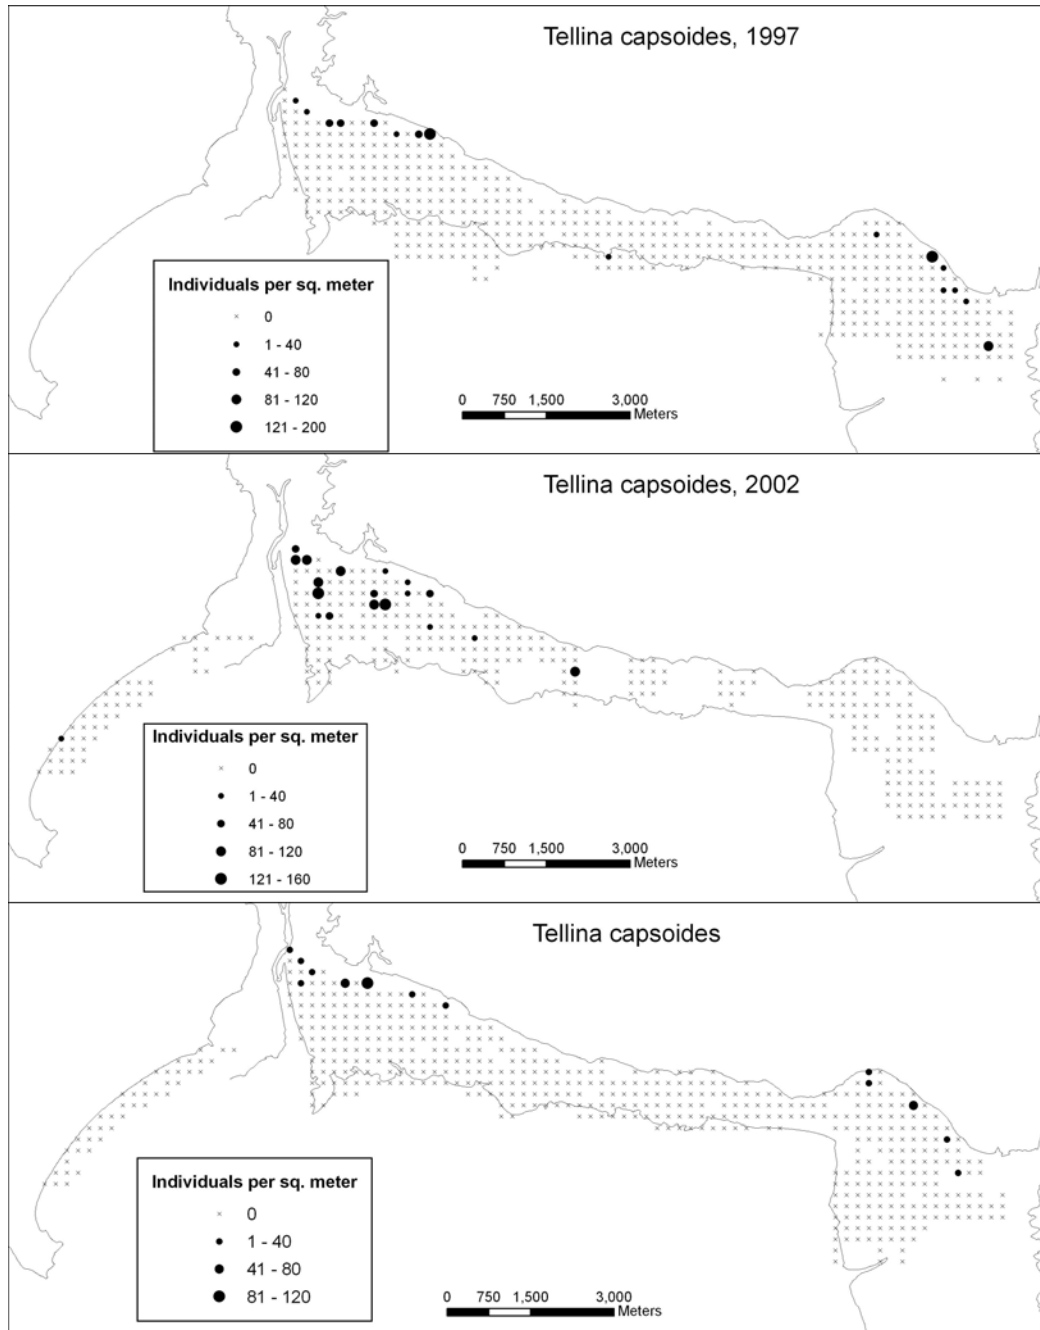 Tellina capsoides, 1997
Individuals per sq. meter
0
1 - 40
41 - 80
81 - 120
121 - 200
0 750 1,500 3,000
Meters
Tellina capsoides, 2002
Individuals per sq. meter
0
1 - 40
41 - 80
81 - 120
121 - 160
0 750 1,500 3,000
Meters
Tellina capsoides
Individuals per sq. meter
0
1 - 40
41 - 80
81 - 120
0 750 1,500 3,000
Meters